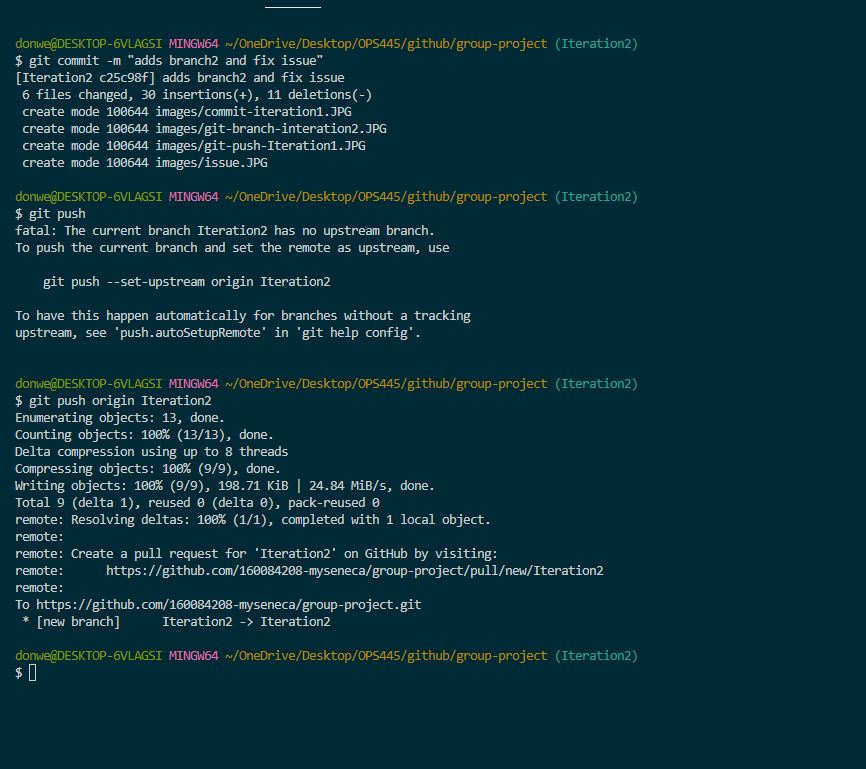 donwe@DESKTOP-6VLAGSI MINGW64 ~/OneDrive/Desktop/OPS445/github/group-project (Iteration2)
$ git commit -m "adds branch2 and fix issue"
[Iteration2 c25c98f] adds branch2 and fix issue
 6 files changed, 30 insertions(+), 11 deletions(-)
 create mode 100644 images/commit-iteration1.JPG
 create mode 100644 images/git-branch-interation2.JPG
 create mode 100644 images/git-push-Iteration1.JPG
 create mode 100644 images/issue.JPG
donwe@DESKTOP-6VLAGSI MINGW64 ~/OneDrive/Desktop/OPS445/github/group-project (Iteration2)
$ git push
fatal: The current branch Iteration2 has no upstream branch.
To push the current branch and set the remote as upstream, use
    git push --set-upstream origin Iteration2
To have this happen automatically for branches without a tracking
upstream, see 'push.autoSetupRemote' in 'git help config'.
donwe@DESKTOP-6VLAGSI MINGW64 ~/OneDrive/Desktop/OPS445/github/group-project (Iteration2)
$ git push origin Iteration2
Enumerating objects: 13, done.
Counting objects: 100% (13/13), done.
Delta compression using up to 8 threads
Compressing objects: 100% (9/9), done.
Writing objects: 100% (9/9), 198.71 KiB | 24.84 MiB/s, done.
Total 9 (delta 1), reused 0 (delta 0), pack-reused 0
remote: Resolving deltas: 100% (1/1), completed with 1 local object.
remote:
remote: Create a pull request for 'Iteration2' on GitHub by visiting:
remote:      https://github.com/160084208-myseneca/group-project/pull/new/Iteration2
remote:
To https://github.com/160084208-myseneca/group-project.git
 * [new branch]      Iteration2 -> Iteration2
donwe@DESKTOP-6VLAGSI MINGW64 ~/OneDrive/Desktop/OPS445/github/group-project (Iteration2)
$